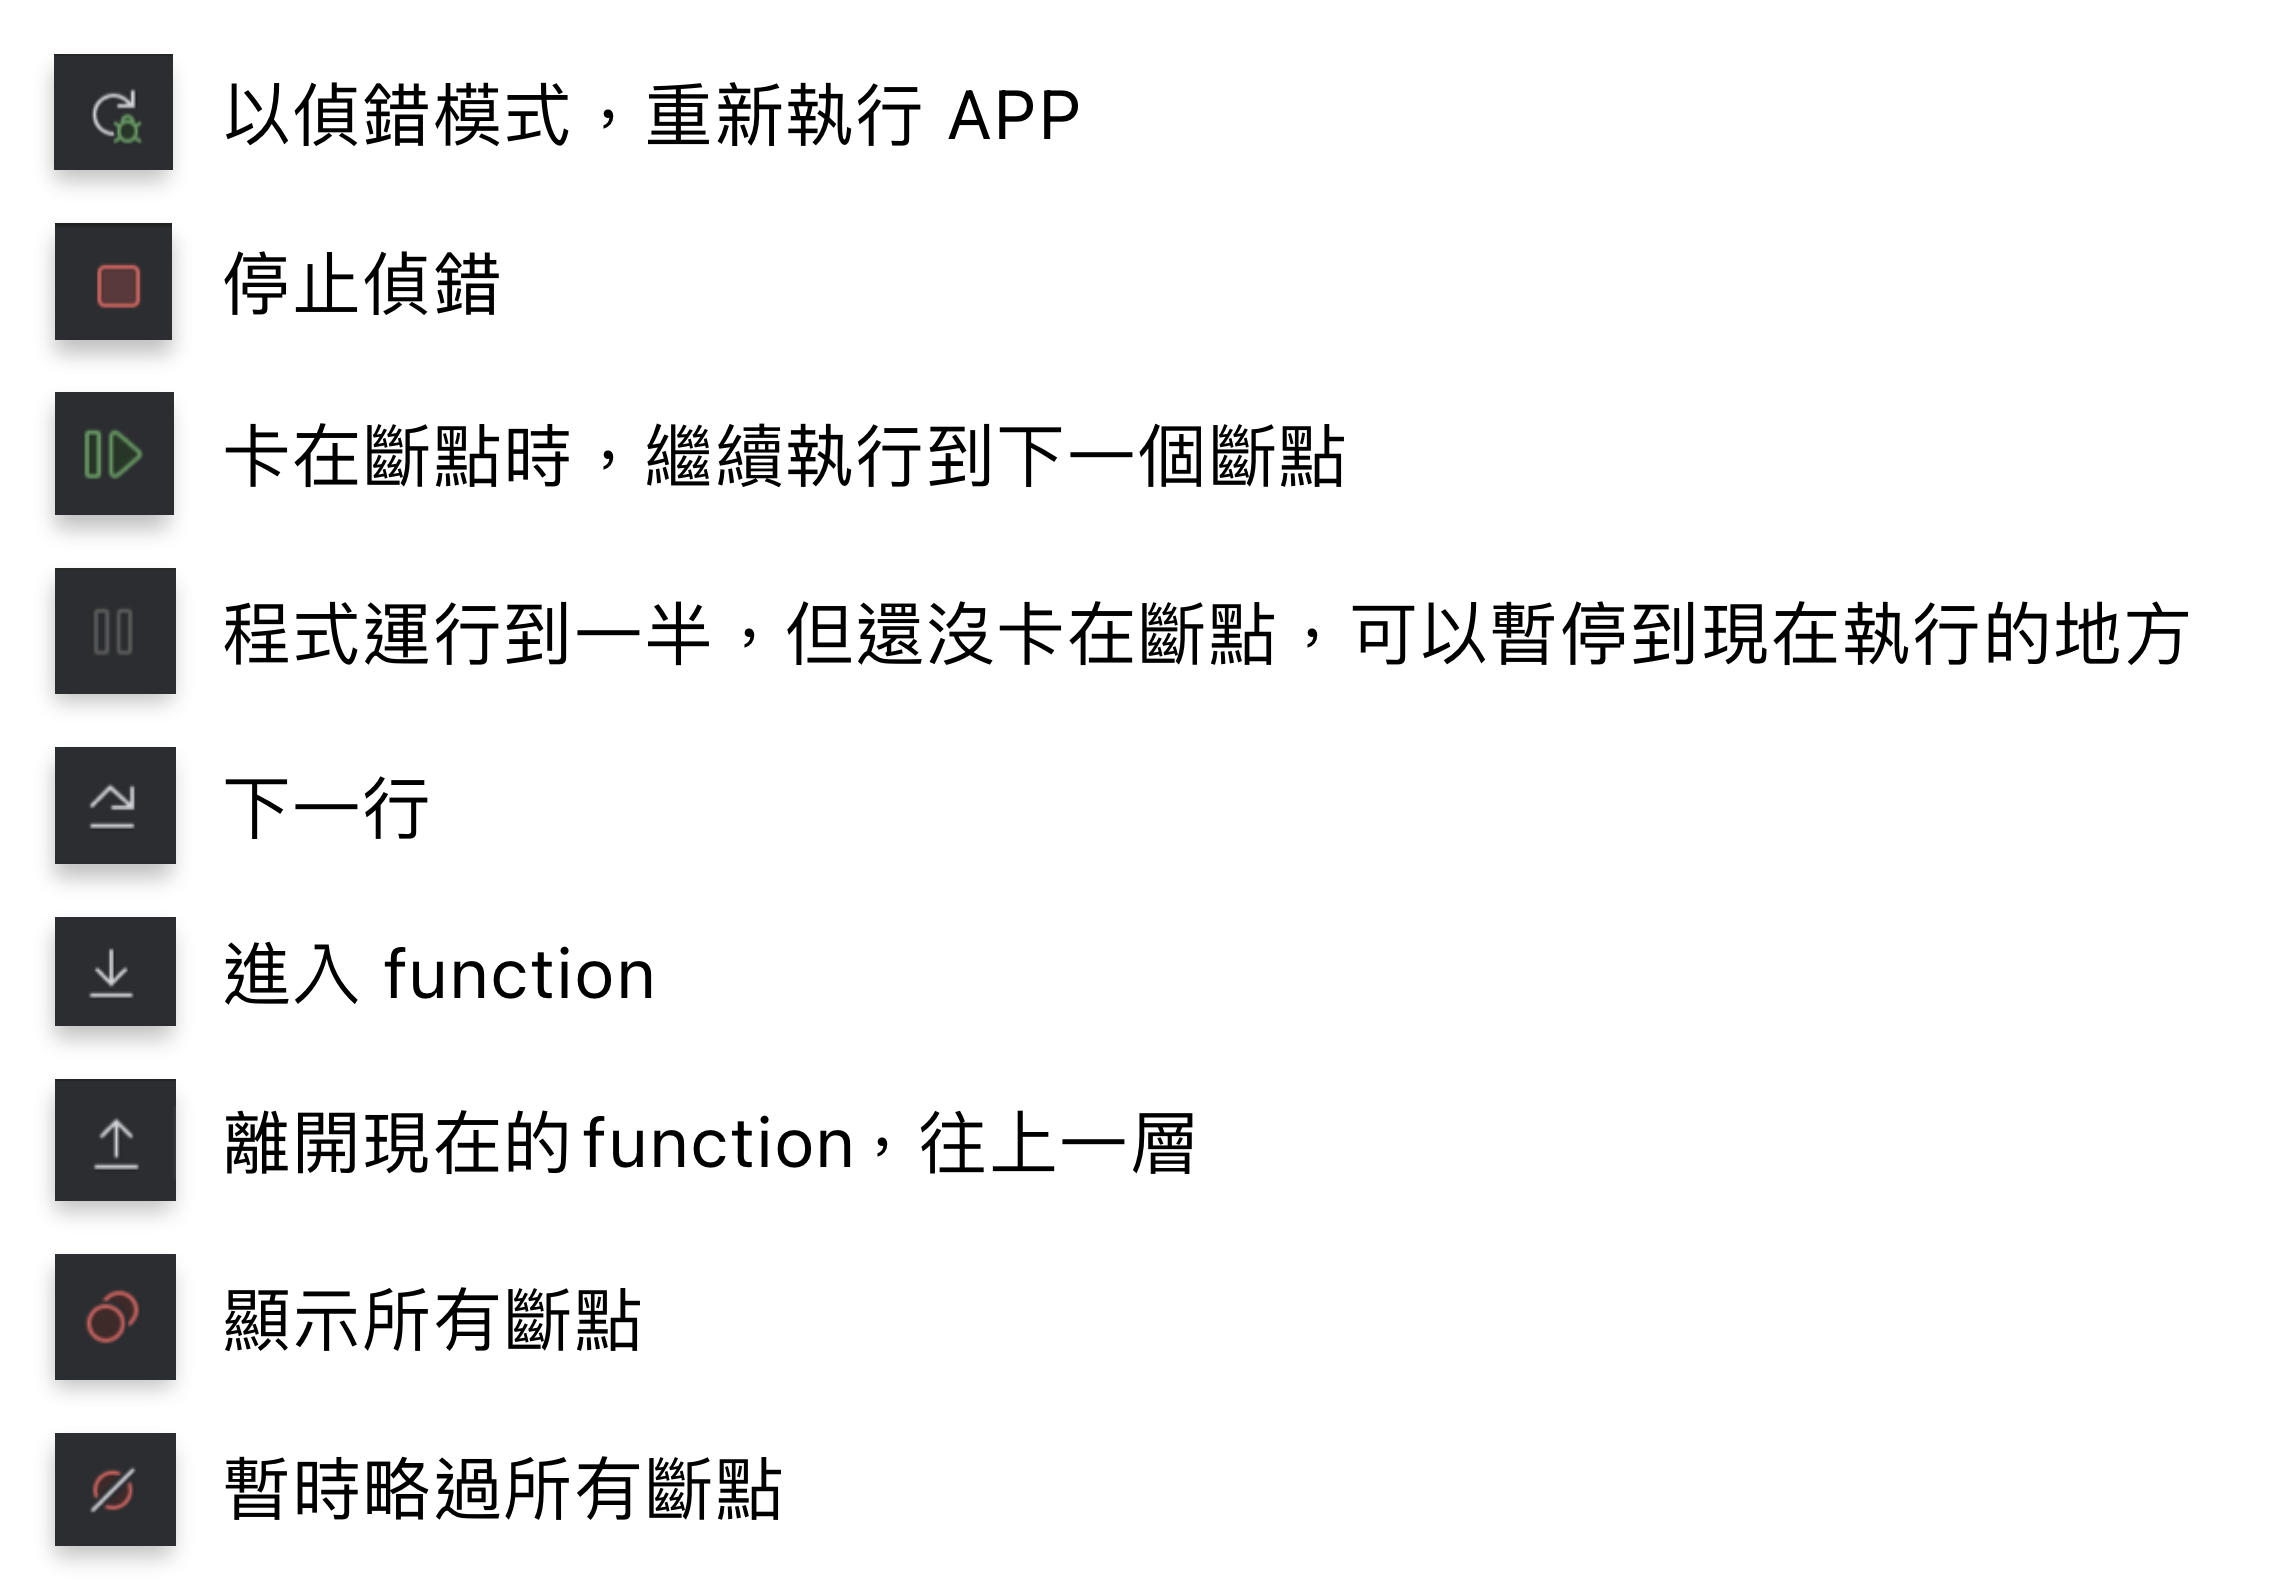 以偵錯模式，重新執行 APP
停止偵錯
卡在斷點時，繼續執行到下一個斷點
程式運行到一半，但還沒卡在斷點，可以暫停到現在執行的地方
下一行
進入 function
離開現在的function，往上一層
顯示所有斷點
暫時略過所有斷點